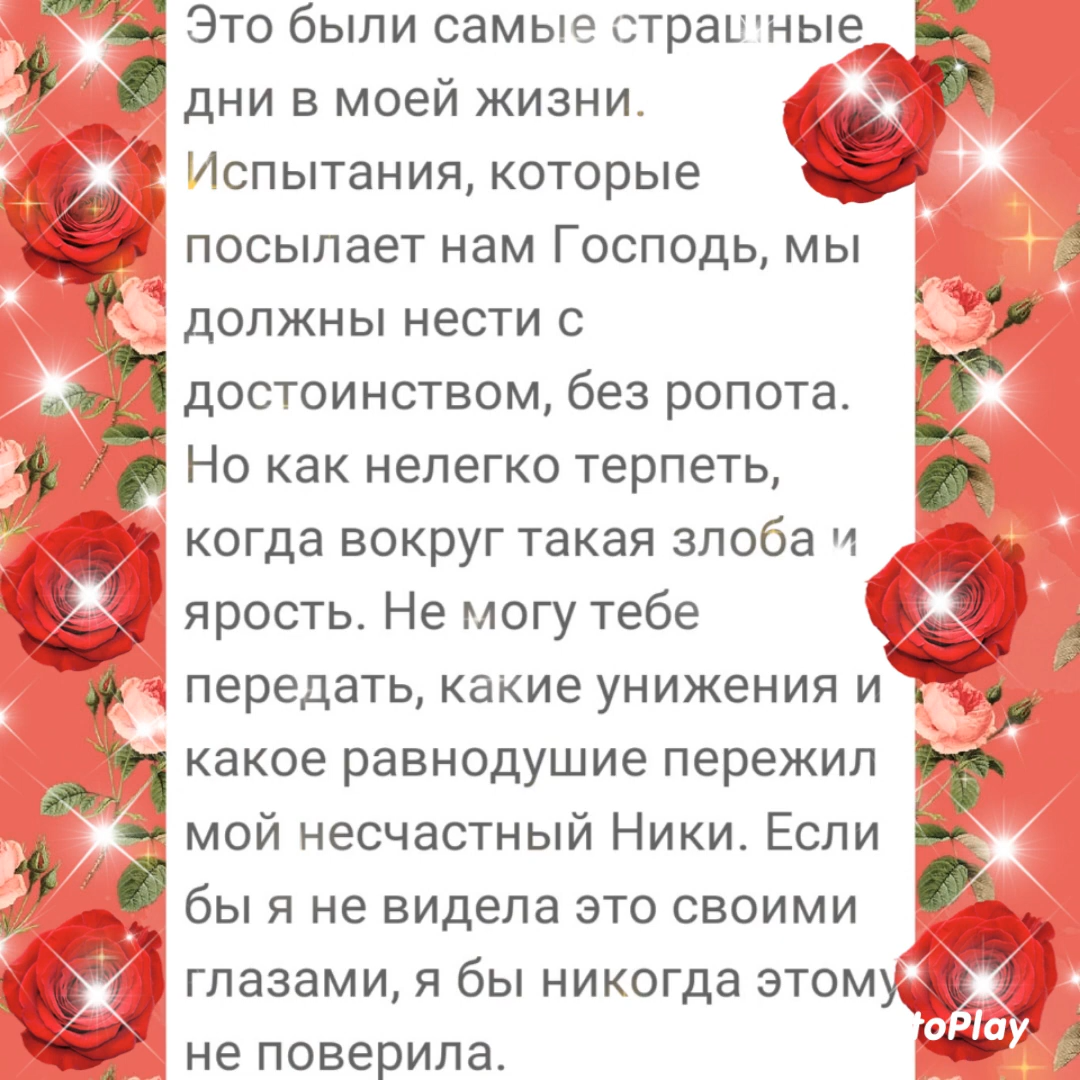 Это были самые страшные
дни в моей жизни.
Испытания, которые
посылает нам Господь, мы
должны нести с
достоинством, без ропота.
Но как нелегко терпеть,
когда вокруг такая злоба и
ярость. Не могу тебе
передать, какие унижения и
какое равнодушие пережил
мой несчастный Ники. Если
бы я не видела это своими
глазами, я бы никогда этому
не поверила.
toPlay